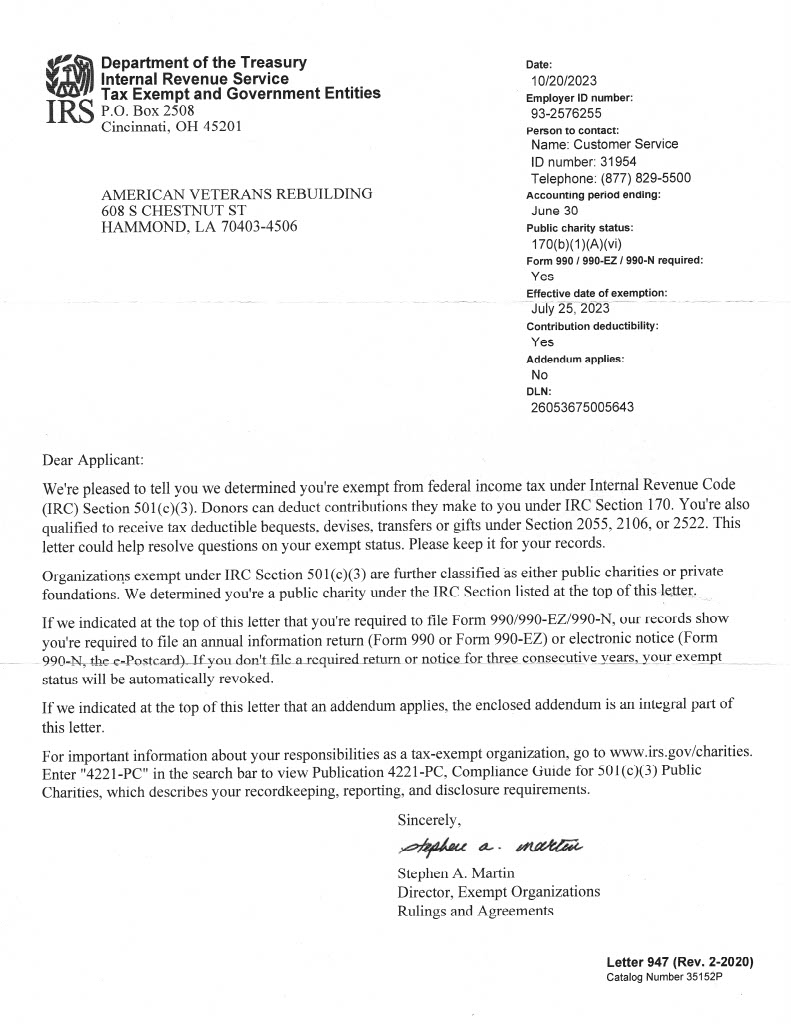 Department of the Treasury
Internal Revenue Service
Tax Exempt and Government Entities
IRS P.O. Box 2508
Cincinnati, OH 45201
AMERICAN VETERANS REBUILDING
608 S CHESTNUT ST
HAMMOND, LA 70403-4506
Date:
10/20/2023
Employer ID number:
93-2576255
Person to contact:
Name: Customer Service
ID number: 31954
Telephone: (877) 829-5500
Accounting period ending:
June 30
Public charity status:
170(b)(1)(A)(vi)
Form 990 / 990-EZ / 990-N required:
Yes
Effective date of exemption:
July 25, 2023
Contribution deductibility:
Yes
Addendum applies:
No
DLN:
26053675005643
Dear Applicant:
We're pleased to tell you we determined you're exempt from federal income tax under Internal Revenue Code
(IRC) Section 501(c)(3). Donors can deduct contributions they make to you under IRC Section 170. You're also
qualified to receive tax deductible bequests, devises, transfers or gifts under Section 2055, 2106, or 2522. This
letter could help resolve questions on your exempt status. Please keep it for your records.
Organizations exempt under IRC Section 501(c)(3) are further classified as either public charities or private
foundations. We determined you're a public charity under the IRC Section listed at the top of this letter.
If we indicated at the top of this letter that you're required to file Form 990/990-EZ/990-N, our records show
you're required to file an annual information return (Form 990 or Form 990-EZ) or electronic notice (Form
990-N, the e-Postcard). If you don't file a required return or notice for three consecutive years, your exempt
status will be automatically revoked.
If we indicated at the top of this letter that an addendum applies, the enclosed addendum is an integral part of
this letter.
For important information about your responsibilities as a tax-exempt organization, go to www.irs.gov/charities.
Enter "4221-PC" in the search bar to view Publication 4221-PC, Compliance Guide for 501(c)(3) Public
Charities, which describes your recordkeeping, reporting, and disclosure requirements.
Sincerely,
stephen a. martin
Stephen A. Martin
Director, Exempt Organizations
Rulings and Agreements
Letter 947 (Rev. 2-2020)
Catalog Number 35152P